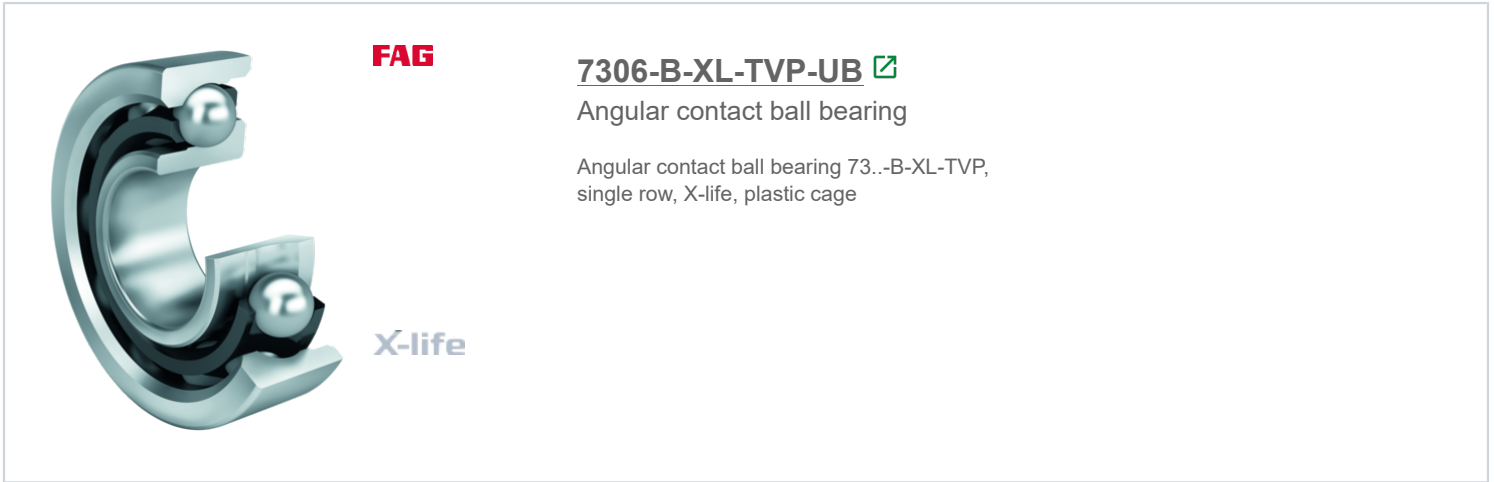 FAG
7306-B-XL-TVP-UB
Angular contact ball bearing
Angular contact ball bearing 73..-B-XL-TVP,
single row, X-life, plastic cage
X-life